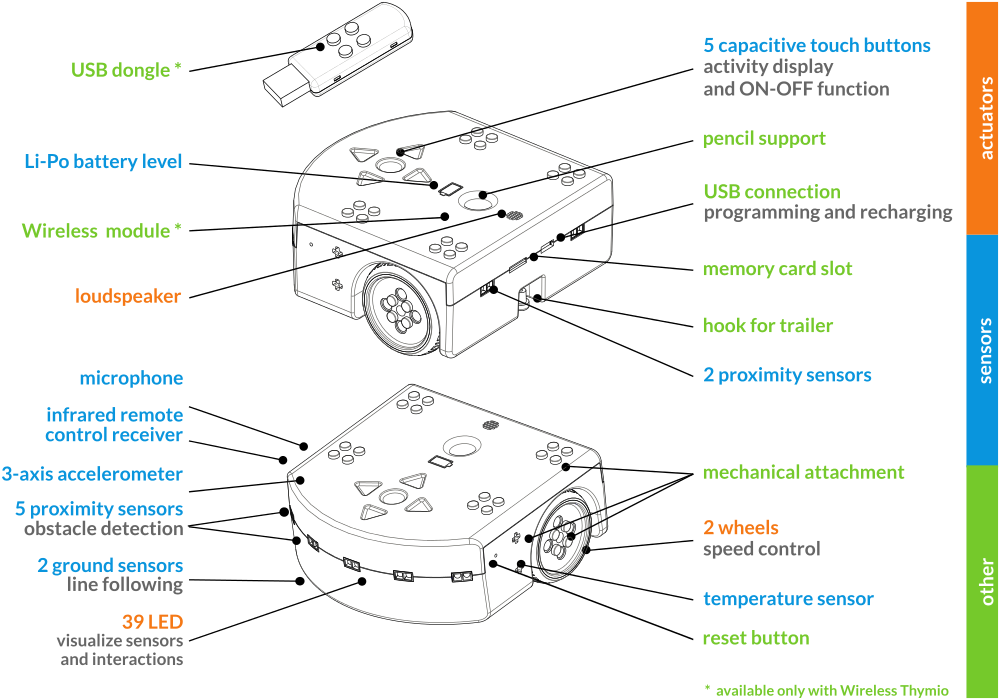 USB dongle *
Li-Po battery level
Wireless module *
loudspeaker
5 capacitive touch buttons
activity display
and ON-OFF function
pencil support
USB connection
programming and recharging
memory card slot
hook for trailer
2 proximity sensors
microphone
infrared remote
control receiver
3-axis accelerometer
5 proximity sensors
obstacle detection
2 ground sensors
line following
39 LED
visualize sensors
and interactions
mechanical attachment
2 wheels
speed control
temperature sensor
reset button
* available only with Wireless Thymio
actuators
sensors
other